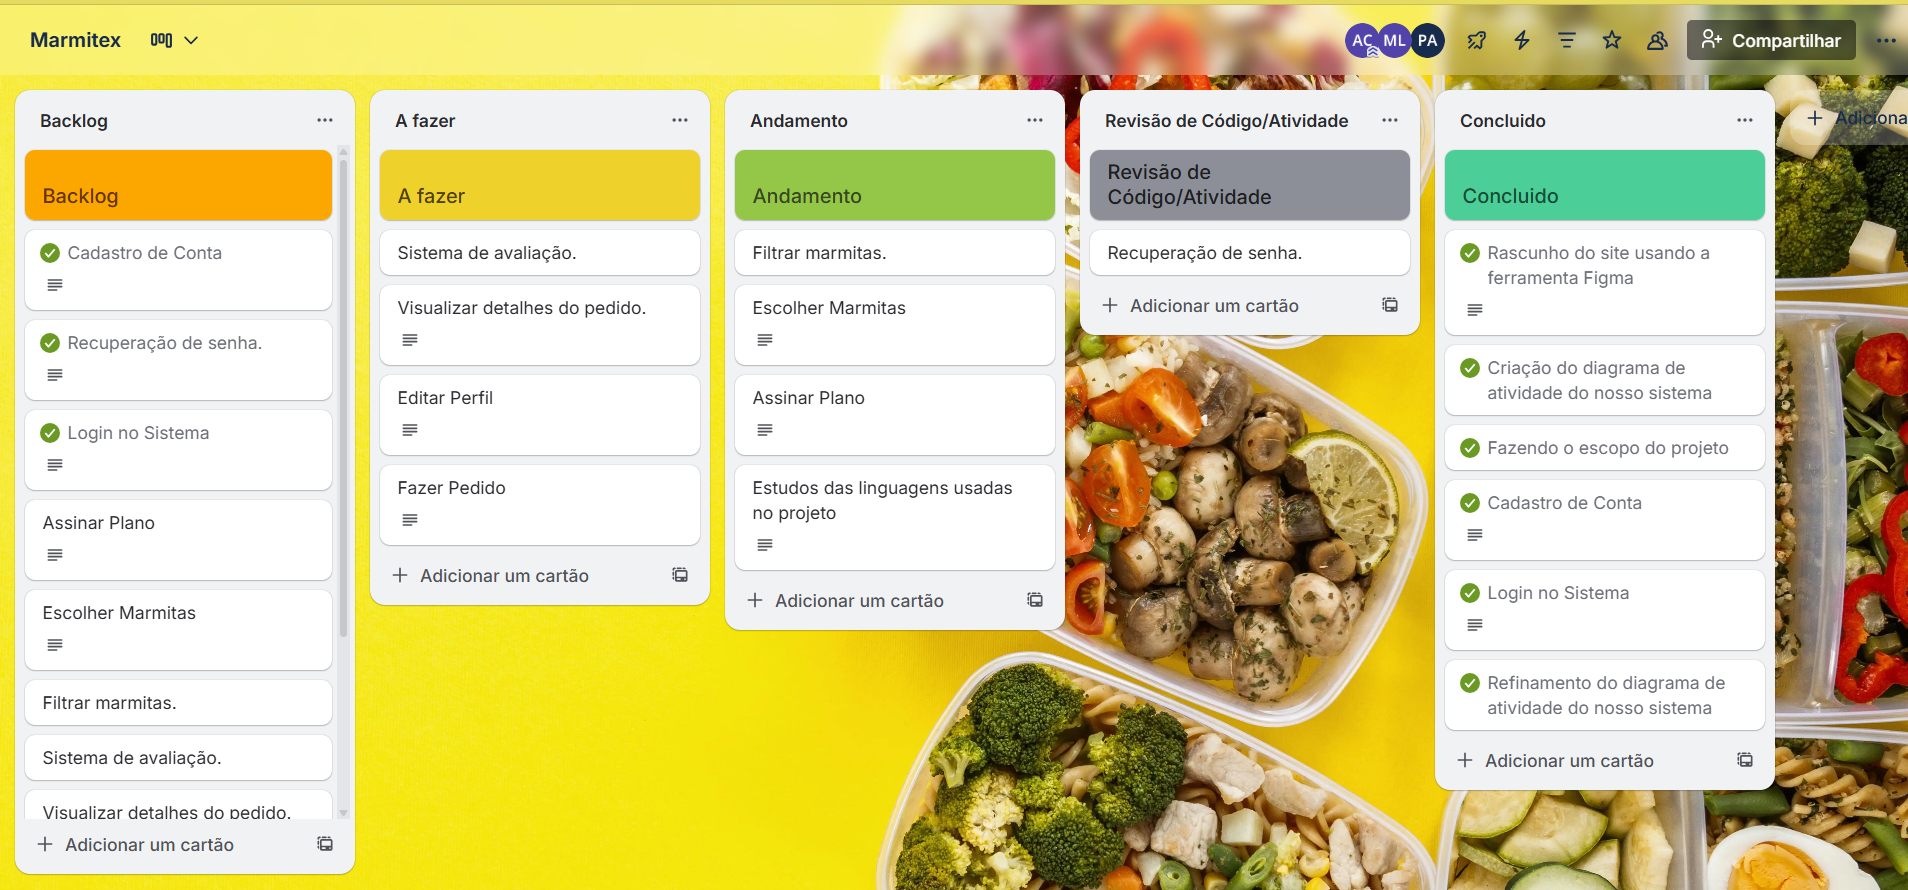 Marmitex
AC ML PA
Compartilhar
Backlog
Backlog
Cadastro de Conta
Recuperação de senha.
Login no Sistema
Assinar Plano
Escolher Marmitas
Filtrar marmitas.
Sistema de avaliação.
Visualizar detalhes do pedido.
Adicionar um cartão
A fazer
A fazer
Sistema de avaliação.
Visualizar detalhes do pedido.
Editar Perfil
Fazer Pedido
Adicionar um cartão
Andamento
Andamento
Filtrar marmitas.
Escolher Marmitas
Assinar Plano
Estudos das linguagens usadas
no projeto
Adicionar um cartão
Revisão de Código/Atividade
Revisão de
Código/Atividade
Recuperação de senha.
Adicionar um cartão
Concluido
Concluido
Rascunho do site usando a
ferramenta Figma
Criação do diagrama de
atividade do nosso sistema
Fazendo o escopo do projeto
Cadastro de Conta
Login no Sistema
Refinamento do diagrama de
atividade do nosso sistema
Adicionar um cartão
Adiciona